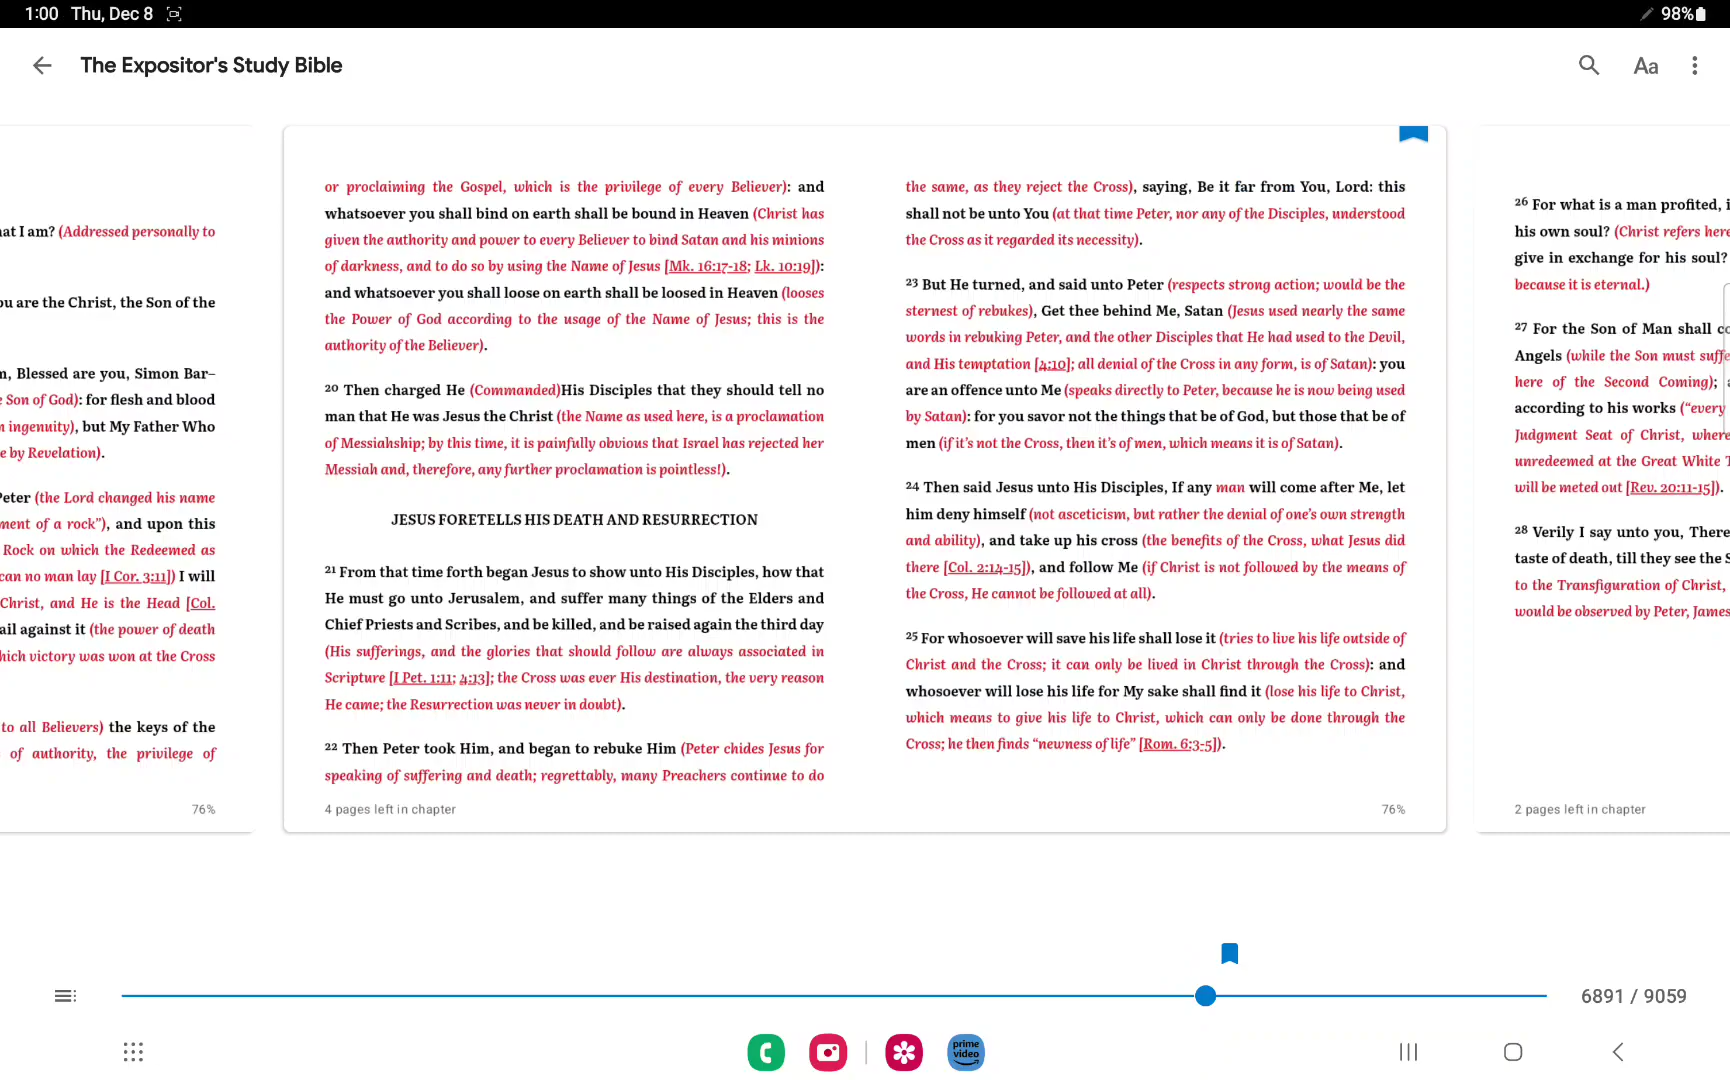 1:00 Thu, Dec 8
98%
The Expositor's Study Bible
Aa
at I am? (Addressed personally to
ou are the Christ, the Son of the
Blessed are you, Simon Bar–
Son of God): for flesh and blood
ingenuity), but My Father Who
by Revelation).
Peter (the Lord changed his name
ment of a rock”), and upon this
Rock on which the Redeemed as
can no man lay [I Cor. 3:11]) I will
Christ, and He is the Head [Col.
ail against it (the power of death
hich victory was won at the Cross
to all Believers) the keys of the
of authority, the privilege of
76%
or proclaiming the Gospel, which is the privilege of every Believer): and
whatsoever you shall bind on earth shall be bound in Heaven (Christ has
given the authority and power to every Believer to bind Satan and his minions
of darkness, and to do so by using the Name of Jesus [Mk. 16:17-18; Lk. 10:19]):
and whatsoever you shall loose on earth shall be loosed in Heaven (looses
the Power of God according to the usage of the Name of Jesus; this is the
authority of the Believer).
20 Then charged He (Commanded)His Disciples that they should tell no
man that He was Jesus the Christ (the Name as used here, is a proclamation
of Messiahship; by this time, it is painfully obvious that Israel has rejected her
Messiah and, therefore, any further proclamation is pointless!).
JESUS FORETELLS HIS DEATH AND RESURRECTION
21 From that time forth began Jesus to show unto His Disciples, how that
He must go unto Jerusalem, and suffer many things of the Elders and
Chief Priests and Scribes, and be killed, and be raised again the third day
(His sufferings, and the glories that should follow are always associated in
Scripture [I Pet. 1:11; 4:13]; the Cross was ever His destination, the very reason
He came; the Resurrection was never in doubt).
22 Then Peter took Him, and began to rebuke Him (Peter chides Jesus for
speaking of suffering and death; regrettably, many Preachers continue to do
4 pages left in chapter
the same, as they reject the Cross), saying, Be it far from You, Lord: this
shall not be unto You (at that time Peter, nor any of the Disciples, understood
the Cross as it regarded its necessity).
23 But He turned, and said unto Peter (respects strong action; would be the
sternest of rebukes), Get thee behind Me, Satan (Jesus used nearly the same
words in rebuking Peter, and the other Disciples that He had used to the Devil,
and His temptation [4:10]; all denial of the Cross in any form, is of Satan): you
are an offence unto Me (speaks directly to Peter, because he is now being used
by Satan): for you savor not the things that be of God, but those that be of
men (if it’s not the Cross, then it’s of men, which means it is of Satan).
24 Then said Jesus unto His Disciples, If any man will come after Me, let
him deny himself (not asceticism, but rather the denial of one’s own strength
and ability), and take up his cross (the benefits of the Cross, what Jesus did
there [Col. 2:14-15]), and follow Me (if Christ is not followed by the means of
the Cross, He cannot be followed at all).
25 For whosoever will save his life shall lose it (tries to live his life outside of
Christ and the Cross; it can only be lived in Christ through the Cross): and
whosoever will lose his life for My sake shall find it (lose his life to Christ,
which means to give his life to Christ, which can only be done through the
Cross; he then finds “newness of life” [Rom. 6:3-5]).
76%
26 For what is a man profited, i
his own soul? (Christ refers here
give in exchange for his soul?
because it is eternal.)
27 For the Son of Man shall co
Angels (while the Son must suffe
here of the Second Coming);
according to his works (“every
Judgment Seat of Christ, where
unredeemed at the Great White T
will be meted out [Rev. 20:11-15]).
28 Verily I say unto you, There
taste of death, till they see the S
to the Transfiguration of Christ,
would be observed by Peter, James
2 pages left in chapter
6891 / 9059
prime
video